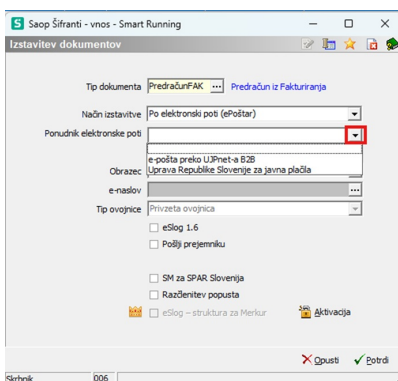 S Saop Šifranti - vnos - Smart Running
Izstavitev dokumentov
Tip dokumenta PredračunFAK ... Predračun iz Fakturiranja
Način izstavitve Po elektronski poti (ePoštar)
Ponudnik elektronske poti
e-pošta preko UJPnet-a B2B
Obrazec Uprava Republike Slovenije za javna plačila
e-naslov ...
Tip ovojnice Privzeta ovojnica
eSlog 1.6
Pošlji prejemniku
SM za SPAR Slovenija
Razčlenitev popusta
eSlog – struktura za Merkur Aktivacija
Opusti Potrdi
Skrbnik 006